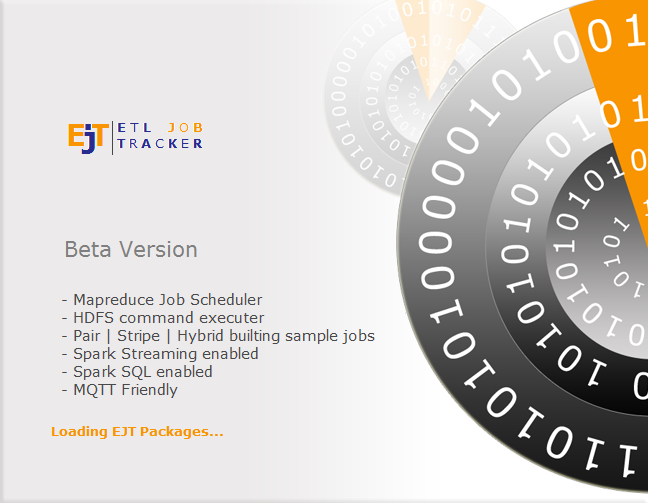 EJT ETL JOB
TRACKER
Beta Version
- Mapreduce Job Scheduler
- HDFS command executer
- Pair | Stripe | Hybrid builting sample jobs
- Spark Streaming enabled
- Spark SQL enabled
- MQTT Friendly
Loading EJT Packages...